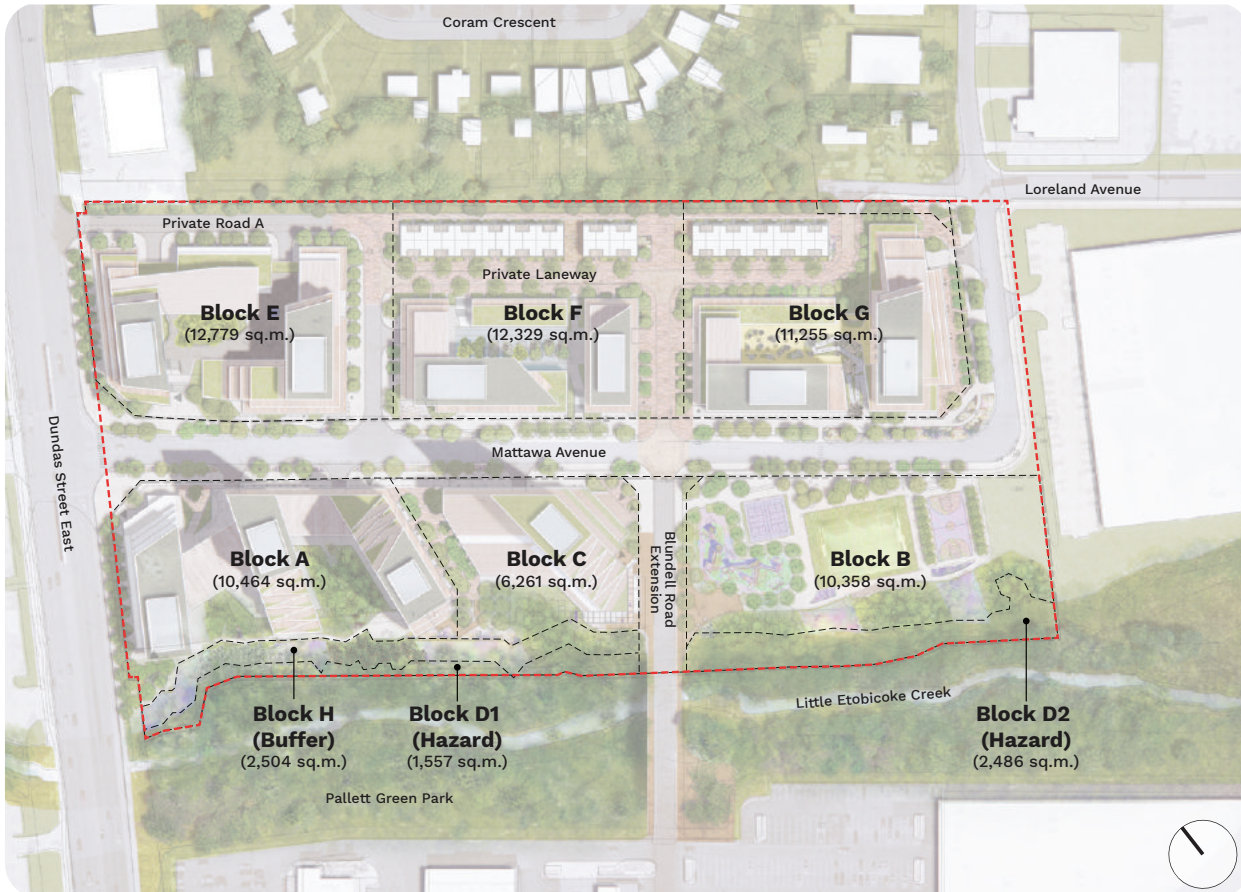 Coram Crescent
Loreland Avenue
Private Road A
Private Laneway
Block E
(12,779 sq.m.)
Block F
(12,329 sq.m.)
Block G
(11,255 sq.m.)
Dundas Street East
Mattawa Avenue
Block A
(10,464 sq.m.)
Block C
(6,261 sq.m.)
Blundell Road
Extension
Block B
(10,358 sq.m.)
Little Etobicoke Creek
Block H
(Buffer)
(2,504 sq.m.)
Block D1
(Hazard)
(1,557 sq.m.)
Block D2
(Hazard)
(2,486 sq.m.)
Pallett Green Park